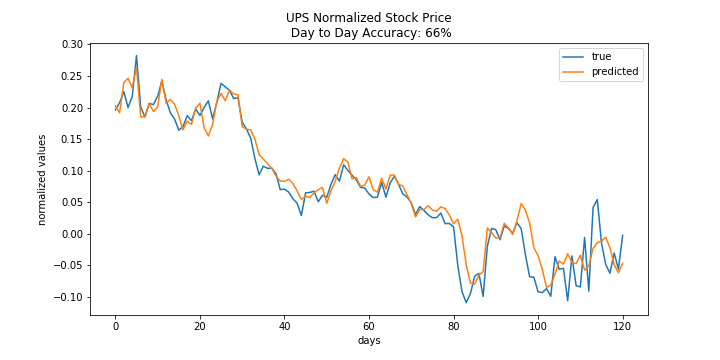 UPS Normalized Stock Price
Day to Day Accuracy: 66%
true
predicted
normalized values
0.30
0.25
0.20
0.15
0.10
0.05
0.00
−0.05
−0.10
0 20 40 60 80 100 120
days